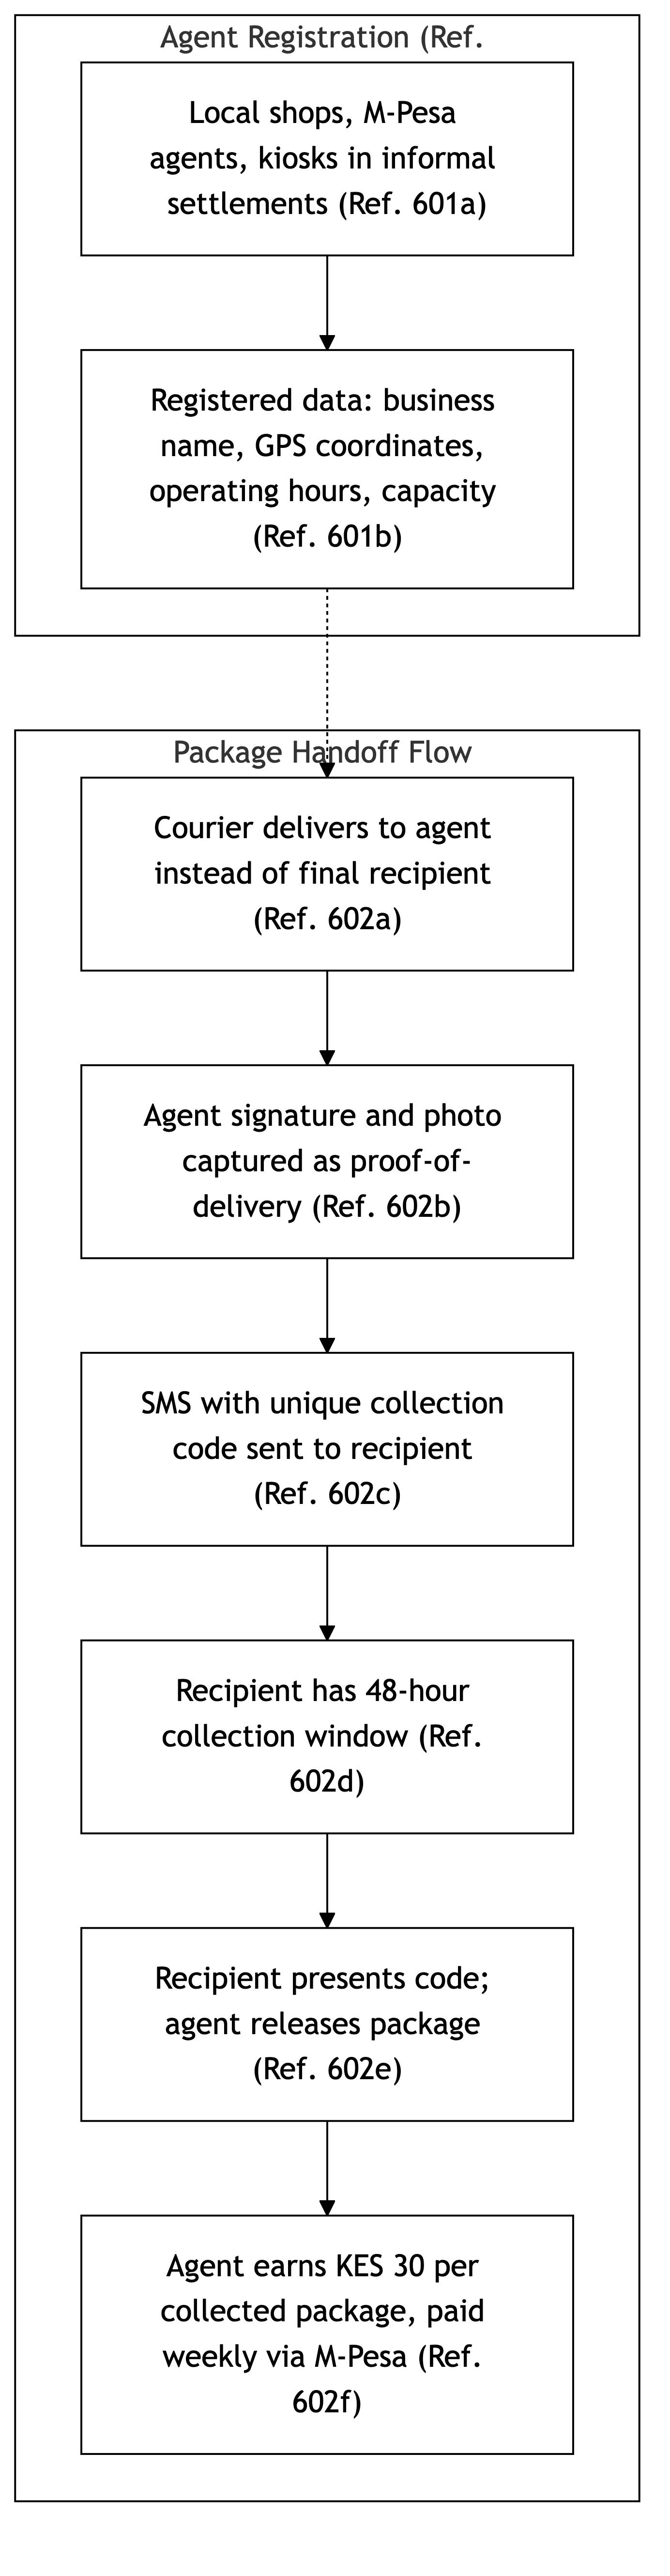 Agent Registration (Ref.
Local shops, M-Pesa
agents, kiosks in informal
settlements (Ref. 601a)
Registered data: business
name, GPS coordinates,
operating hours, capacity
(Ref. 601b)
Package Handoff Flow
Courier delivers to agent
instead of final recipient
(Ref. 602a)
Agent signature and photo
captured as proof-of-
delivery (Ref. 602b)
SMS with unique collection
code sent to recipient
(Ref. 602c)
Recipient has 48-hour
collection window (Ref.
602d)
Recipient presents code;
agent releases package
(Ref. 602e)
Agent earns KES 30 per
collected package, paid
weekly via M-Pesa (Ref.
602f)